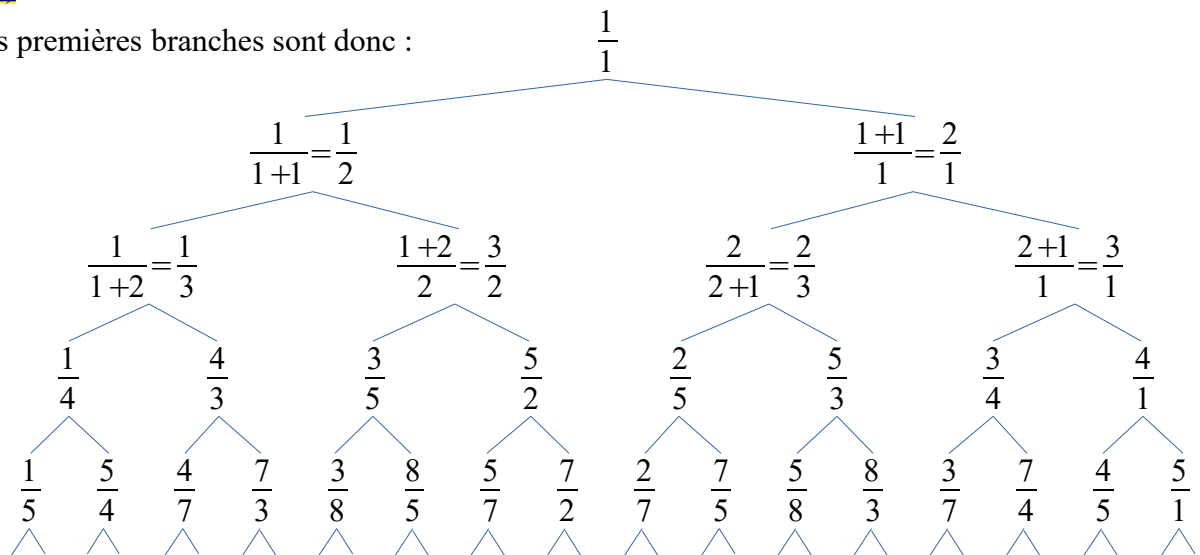 s premières branches sont donc :
1/1
1/(1+1)=1/2 (1+1)/1=2/1
1/(1+2)=1/3 (1+2)/2=3/2 2/(2+1)=2/3 (2+1)/1=3/1
1/4 4/3 3/5 5/2 2/5 5/3 3/4 4/1
1/5 5/4 4/7 7/3 3/8 8/5 5/7 7/2 2/7 7/5 5/8 8/3 3/7 7/4 4/5 5/1